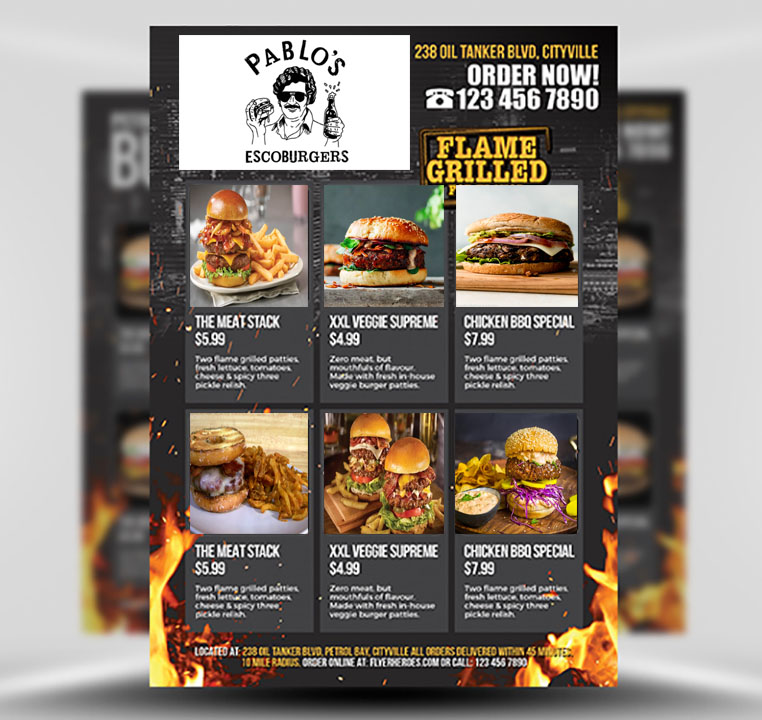 PABLO'S
ESCOBURGERS
238 OIL TANKER BLVD, CITYVILLE
ORDER NOW!
☎123 456 7890
FLAME
GRILLED
THE MEAT STACK
$5.99
Two flame grilled patties,
fresh lettuce, tomatoes,
cheese & spicy three
pickle relish.
XXL VEGGIE SUPREME
$4.99
Zero meat, but
mouthfuls of flavour.
Made with fresh in-house
veggie burger patties.
CHICKEN BBQ SPECIAL
$7.99
Two flame grilled patties,
fresh lettuce, tomatoes,
cheese & spicy three
pickle relish.
THE MEAT STACK
$5.99
Two flame grilled patties,
fresh lettuce, tomatoes,
cheese & spicy three
pickle relish.
XXL VEGGIE SUPREME
$4.99
Zero meat, but
mouthfuls of flavour.
Made with fresh in-house
veggie burger patties.
CHICKEN BBQ SPECIAL
$7.99
Two flame grilled patties,
fresh lettuce, tomatoes,
cheese & spicy three
pickle relish.
LOCATED AT: 238 OIL TANKER BLVD, PETROL BAY, CITYVILLE ALL ORDERS DELIVERED WITHIN 45 MINUTES,
10 MILE RADIUS. ORDER ONLINE AT: FLYERHEROES.COM OR CALL: 123 456 7890